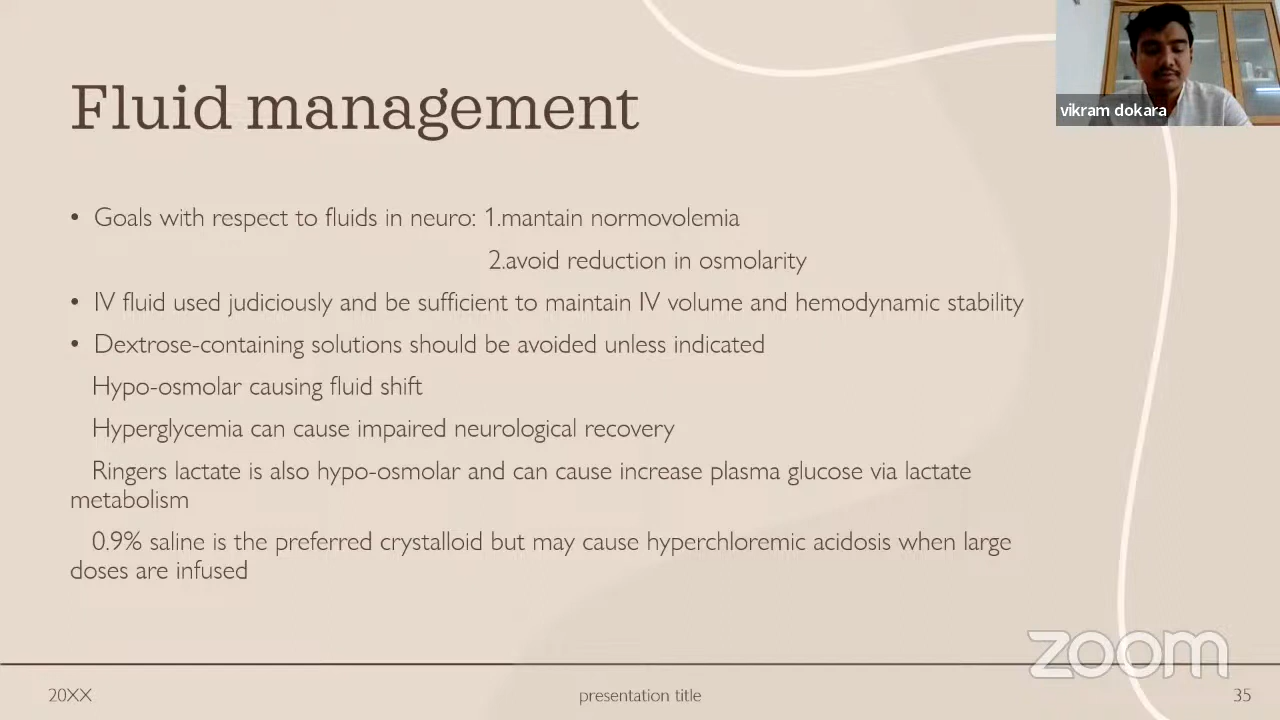 vikram dokara
Fluid management
• Goals with respect to fluids in neuro: 1.mantain normovolemia
2.avoid reduction in osmolarity
• IV fluid used judiciously and be sufficient to maintain IV volume and hemodynamic stability
• Dextrose-containing solutions should be avoided unless indicated
Hypo-osmolar causing fluid shift
Hyperglycemia can cause impaired neurological recovery
Ringers lactate is also hypo-osmolar and can cause increase plasma glucose via lactate
metabolism
0.9% saline is the preferred crystalloid but may cause hyperchloremic acidosis when large
doses are infused
zoom
20XX
presentation title
35